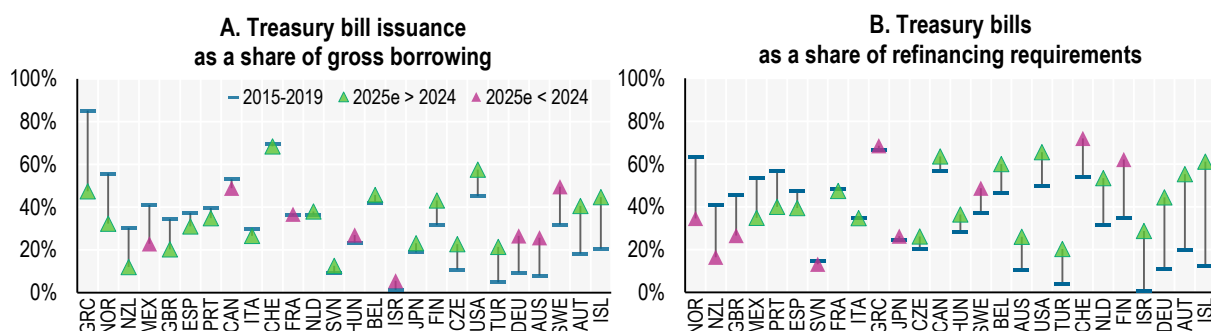 A. Treasury bill issuance
as a share of gross borrowing
100%
80%
60%
40%
20%
0%
2015-2019
2025e > 2024
2025e < 2024
GRC
NOR
NZL
MEX
GBR
ESP
PRT
CAN
ITA
CHE
FRA
NLD
SVN
HUN
BEL
ISR
JPN
FIN
CZE
USA
TUR
DEU
AUS
SWE
AUT
ISL
B. Treasury bills
as a share of refinancing requirements
100%
80%
60%
40%
20%
0%
NOR
NZL
GBR
MEX
PRT
ESP
SVN
FRA
ITA
GRC
JPN
CZE
CAN
HUN
SWE
BEL
AUS
USA
TUR
CHE
NLD
FIN
ISR
DEU
AUT
ISL